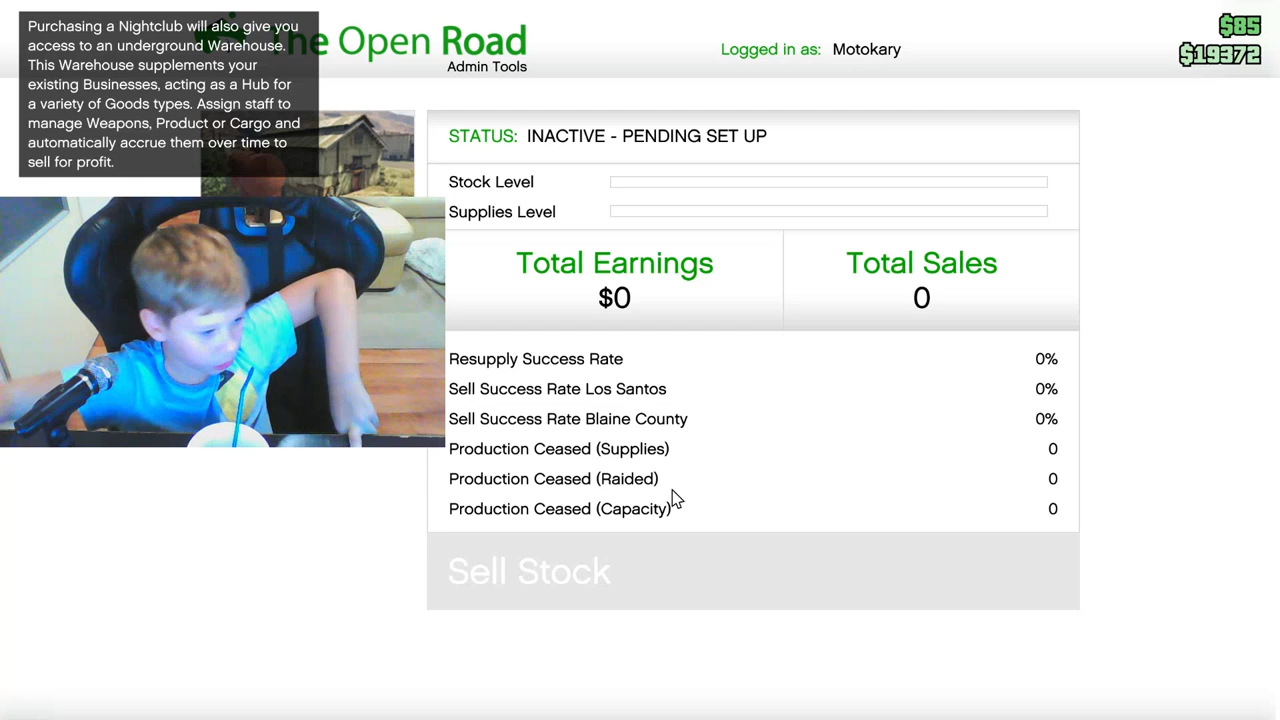 Purchasing a Nightclub will also give you
access to an underground Warehouse.
This Warehouse supplements your
existing Businesses, acting as a Hub for
a variety of Goods types. Assign staff to
manage Weapons, Product or Cargo and
automatically accrue them over time to
sell for profit.
The Open Road
Admin Tools
Logged in as: Motokary
$85
$19372
STATUS: INACTIVE - PENDING SET UP
Stock Level
Supplies Level
Total Earnings
$0
Total Sales
0
Resupply Success Rate 0%
Sell Success Rate Los Santos 0%
Sell Success Rate Blaine County 0%
Production Ceased (Supplies) 0
Production Ceased (Raided) 0
Production Ceased (Capacity) 0
Sell Stock